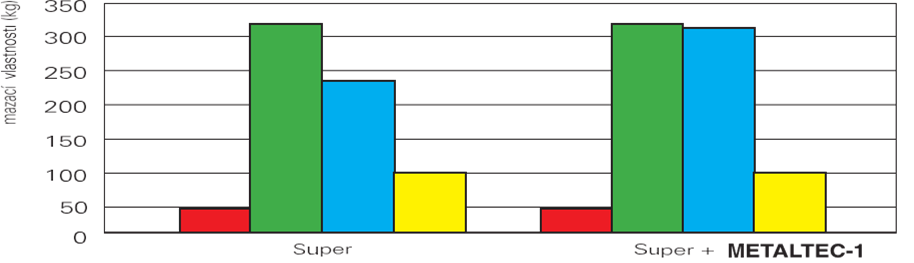 mazací vlastnosti (kg)
350
300
250
200
150
100
50
0
Super
Super + METALTEC-1